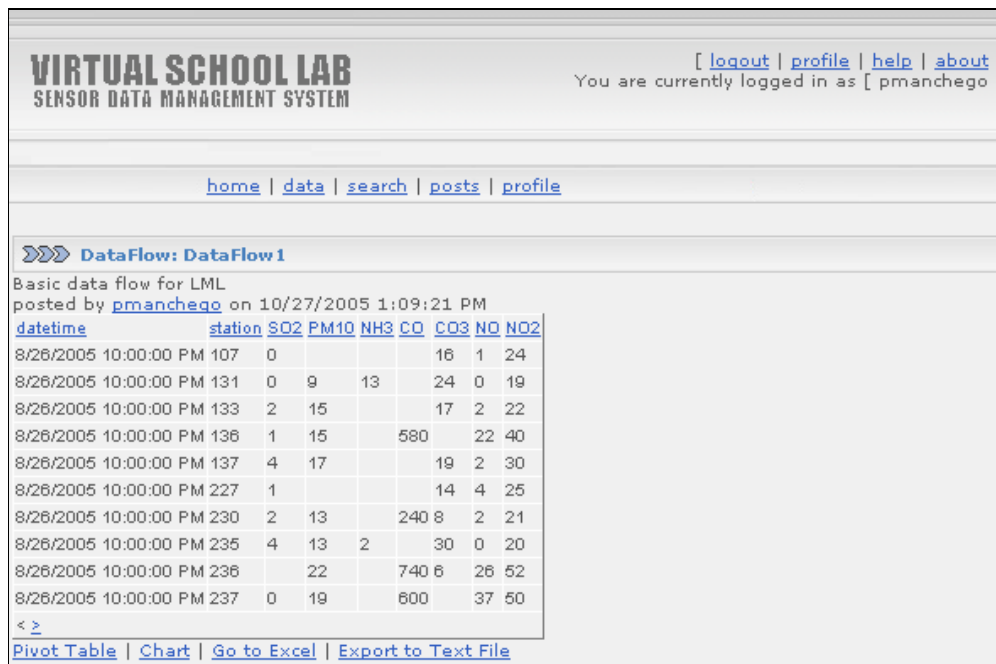 VIRTUAL SCHOOL LAB
SENSOR DATA MANAGEMENT SYSTEM
[ logout | profile | help | about
You are currently logged in as [ pmanchego
home | data | search | posts | profile
DataFlow: DataFlow1
Basic data flow for LML
posted by pmanchego on 10/27/2005 1:09:21 PM
datetime station SO2 PM10 NH3 CO CO3 NO NO2
8/26/2005 10:00:00 PM 107 0 16 1 24
8/26/2005 10:00:00 PM 131 0 9 13 24 0 19
8/26/2005 10:00:00 PM 133 2 15 17 2 22
8/26/2005 10:00:00 PM 136 1 15 580 22 40
8/26/2005 10:00:00 PM 137 4 17 19 2 30
8/26/2005 10:00:00 PM 227 1 14 4 25
8/26/2005 10:00:00 PM 230 2 13 240 8 2 21
8/26/2005 10:00:00 PM 235 4 13 2 30 0 20
8/26/2005 10:00:00 PM 236 22 740 6 26 52
8/26/2005 10:00:00 PM 237 0 19 600 37 50
< >
Pivot Table | Chart | Go to Excel | Export to Text File